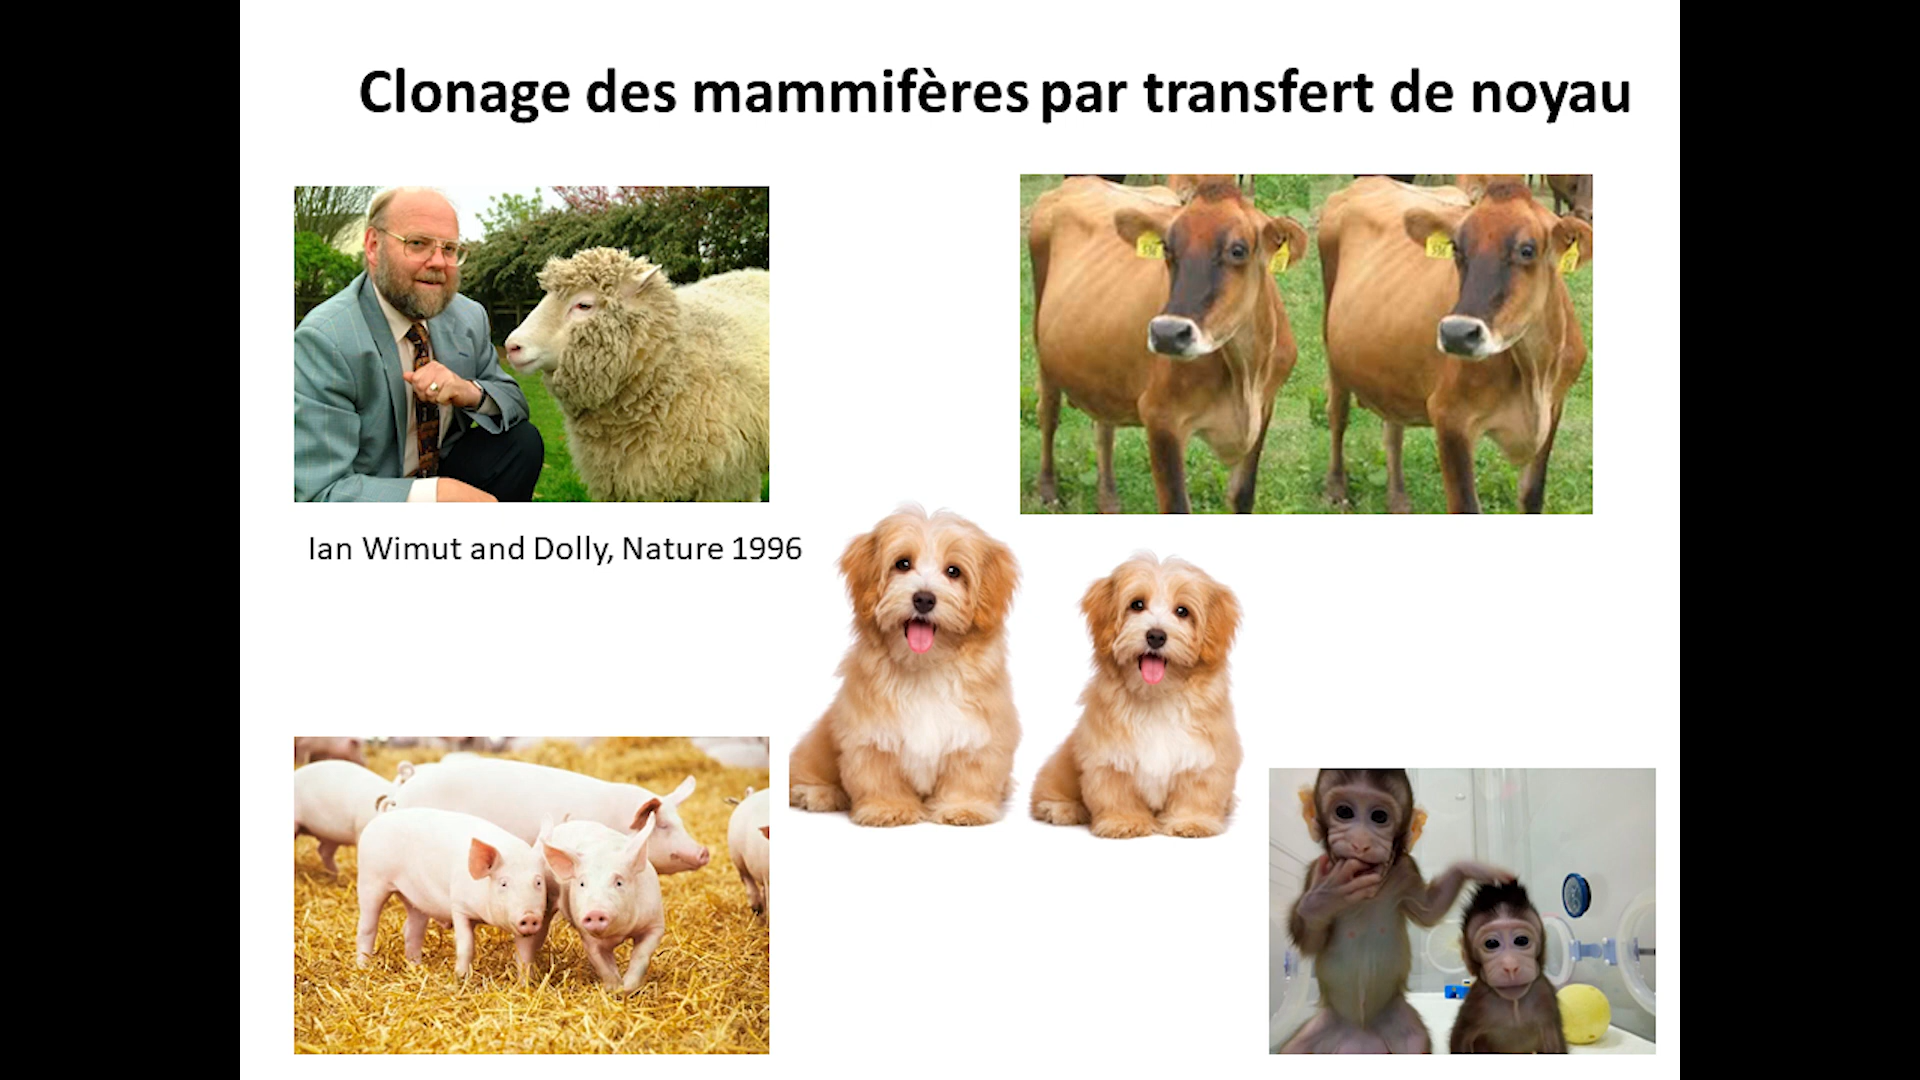 Clonage des mammifères par transfert de noyau
Ian Wimut and Dolly, Nature 1996